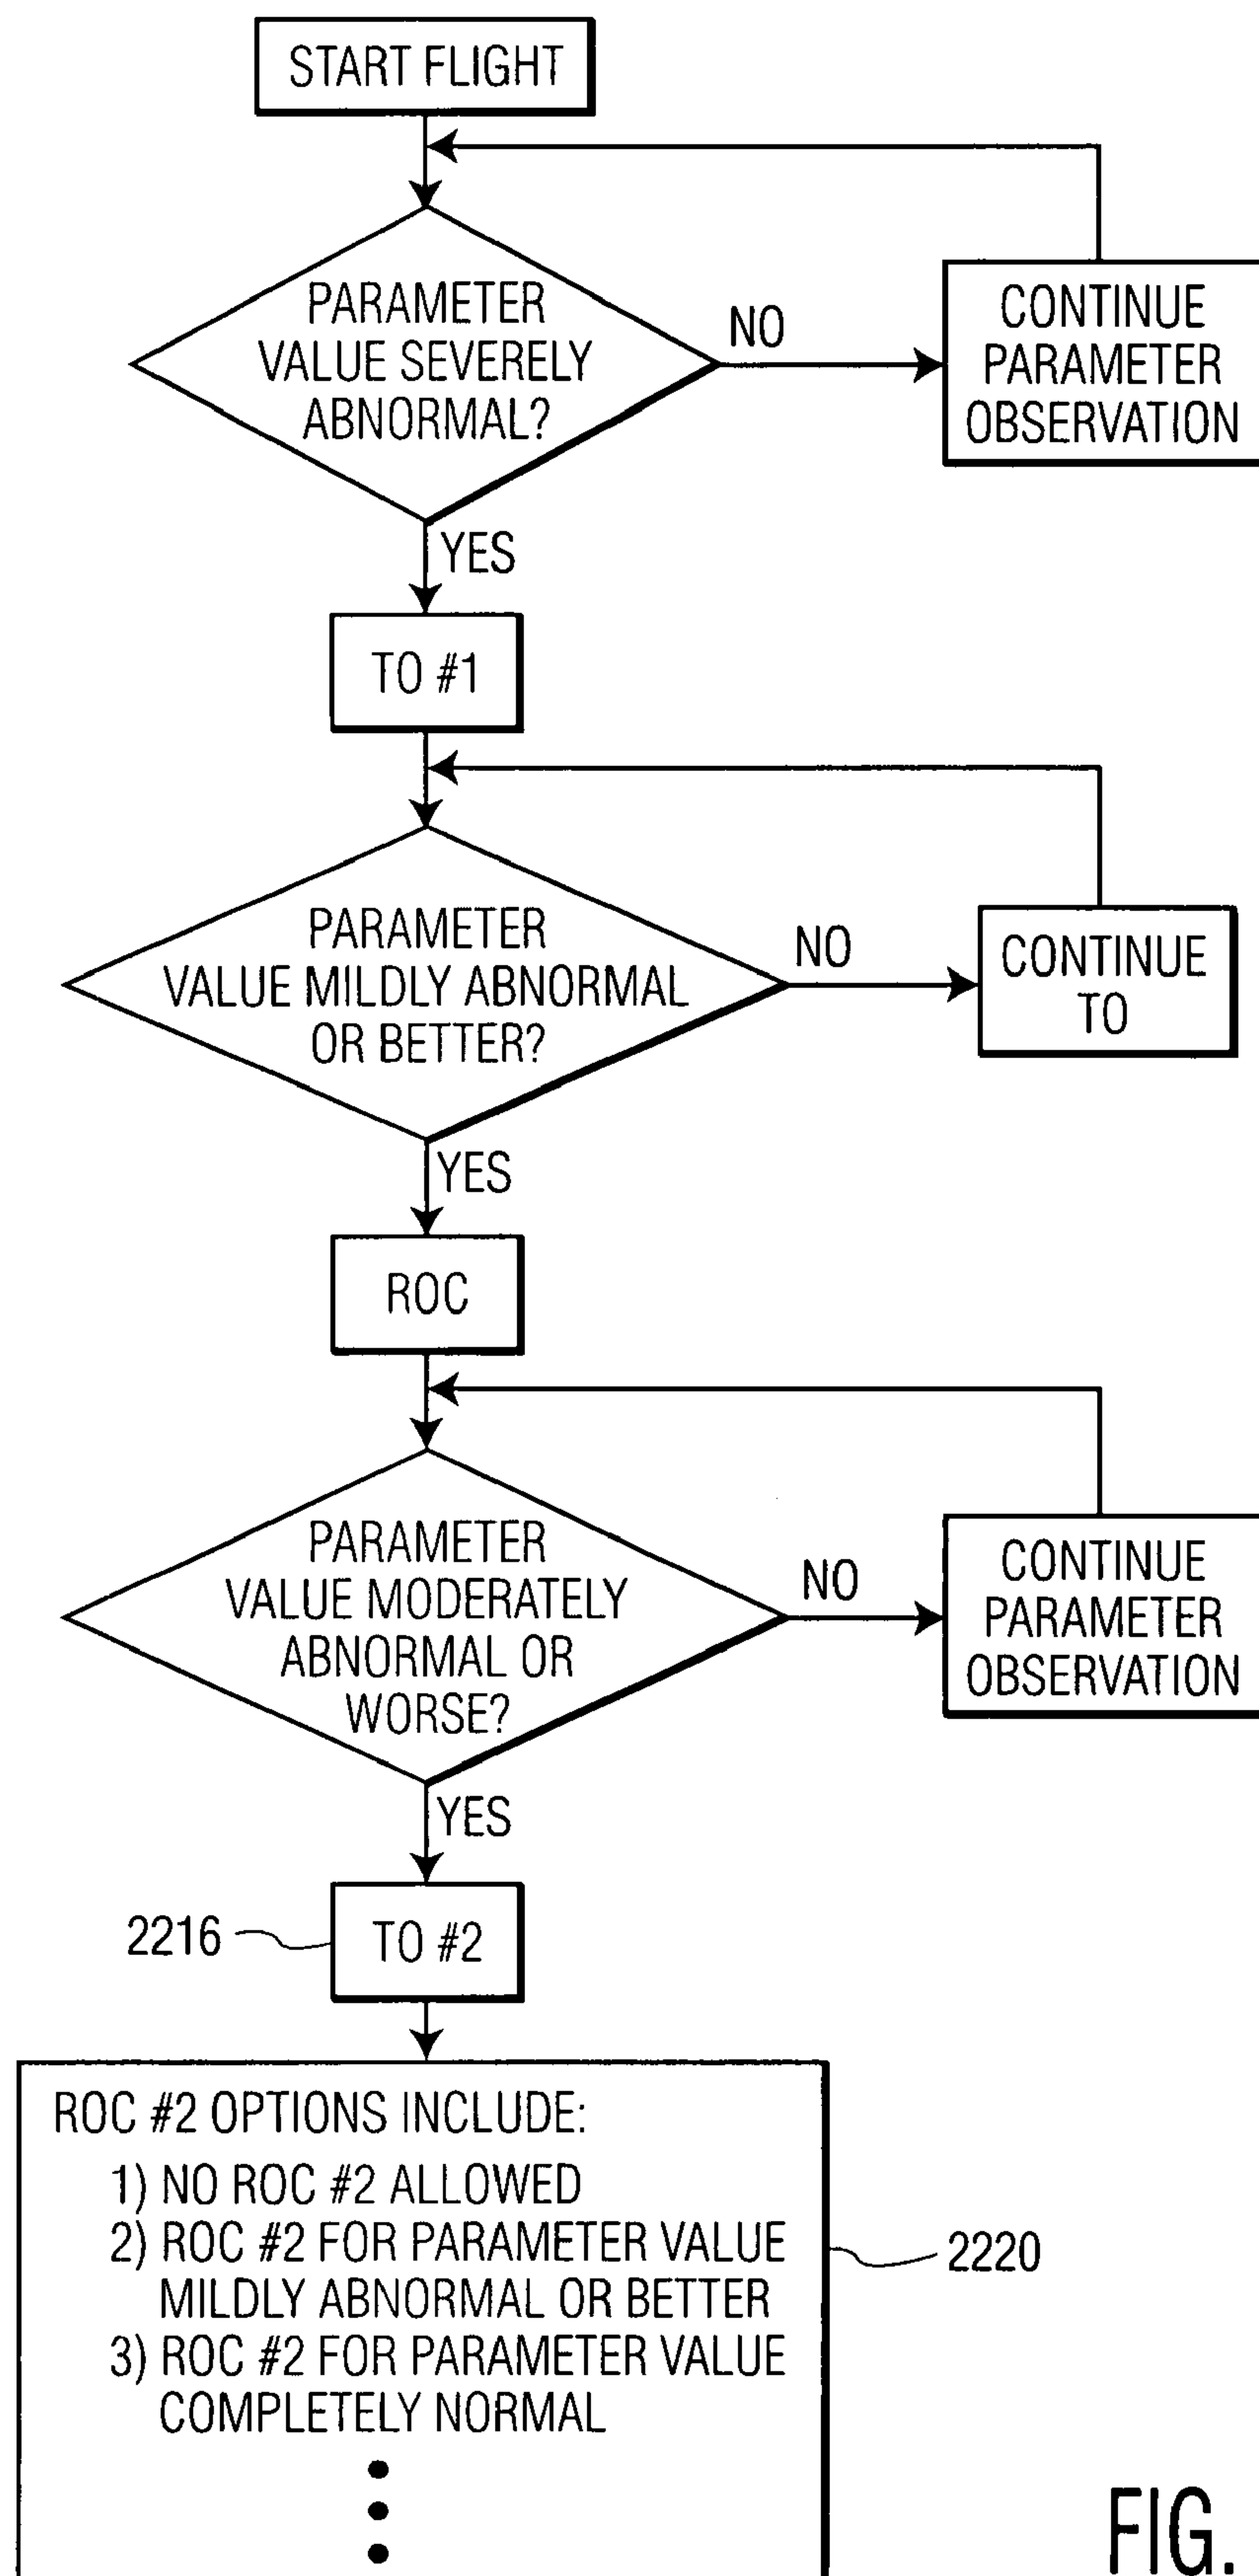 START FLIGHT
PARAMETER
VALUE SEVERELY
ABNORMAL?
NO
CONTINUE
PARAMETER
OBSERVATION
YES
TO #1
PARAMETER
VALUE MILDLY ABNORMAL
OR BETTER?
NO
CONTINUE
TO
YES
ROC
PARAMETER
VALUE MODERATELY
ABNORMAL OR
WORSE?
NO
CONTINUE
PARAMETER
OBSERVATION
YES
2216
TO #2
ROC #2 OPTIONS INCLUDE:
1) NO ROC #2 ALLOWED
2) ROC #2 FOR PARAMETER VALUE
MILDLY ABNORMAL OR BETTER
3) ROC #2 FOR PARAMETER VALUE
COMPLETELY NORMAL
2220
FIG.